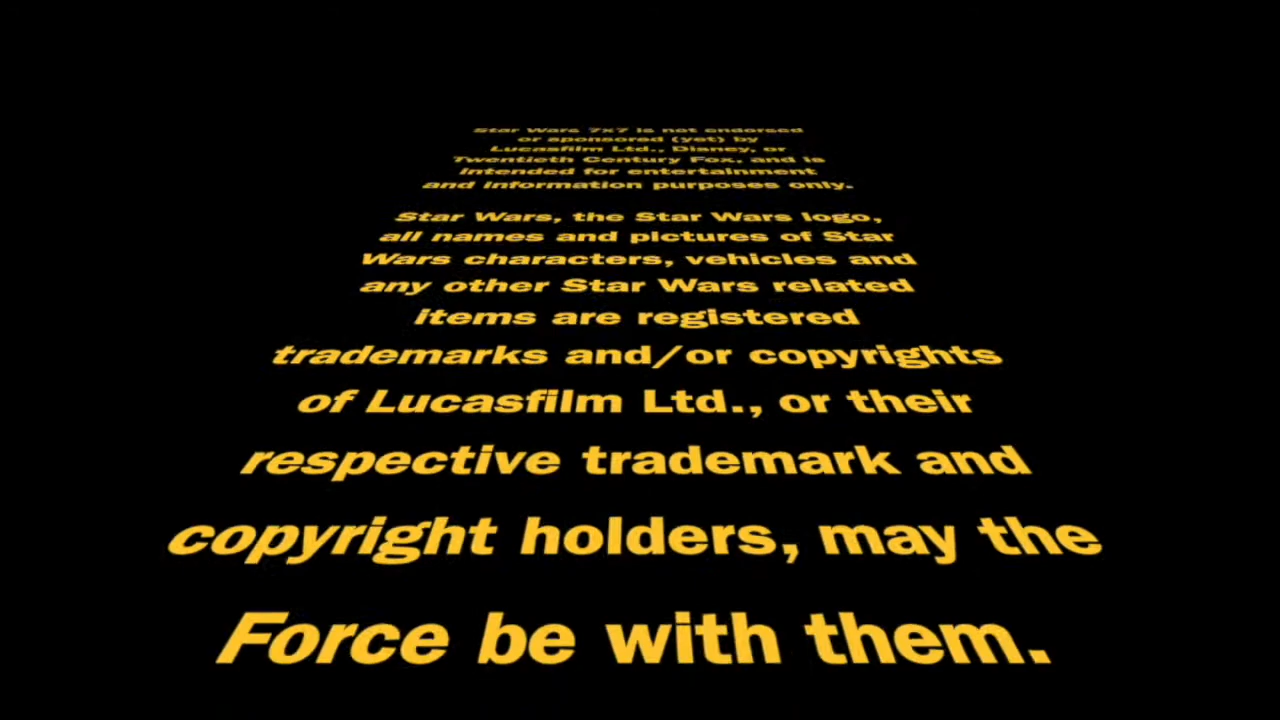 Star Wars 7x7 is not endorsed
or sponsored (yet) by
Lucasfilm Ltd., Disney, or
Twentieth Century Fox, and is
intended for entertainment
and information purposes only.
Star Wars, the Star Wars logo,
all names and pictures of Star
Wars characters, vehicles and
any other Star Wars related
items are registered
trademarks and/or copyrights
of Lucasfilm Ltd., or their
respective trademark and
copyright holders, may the
Force be with them.